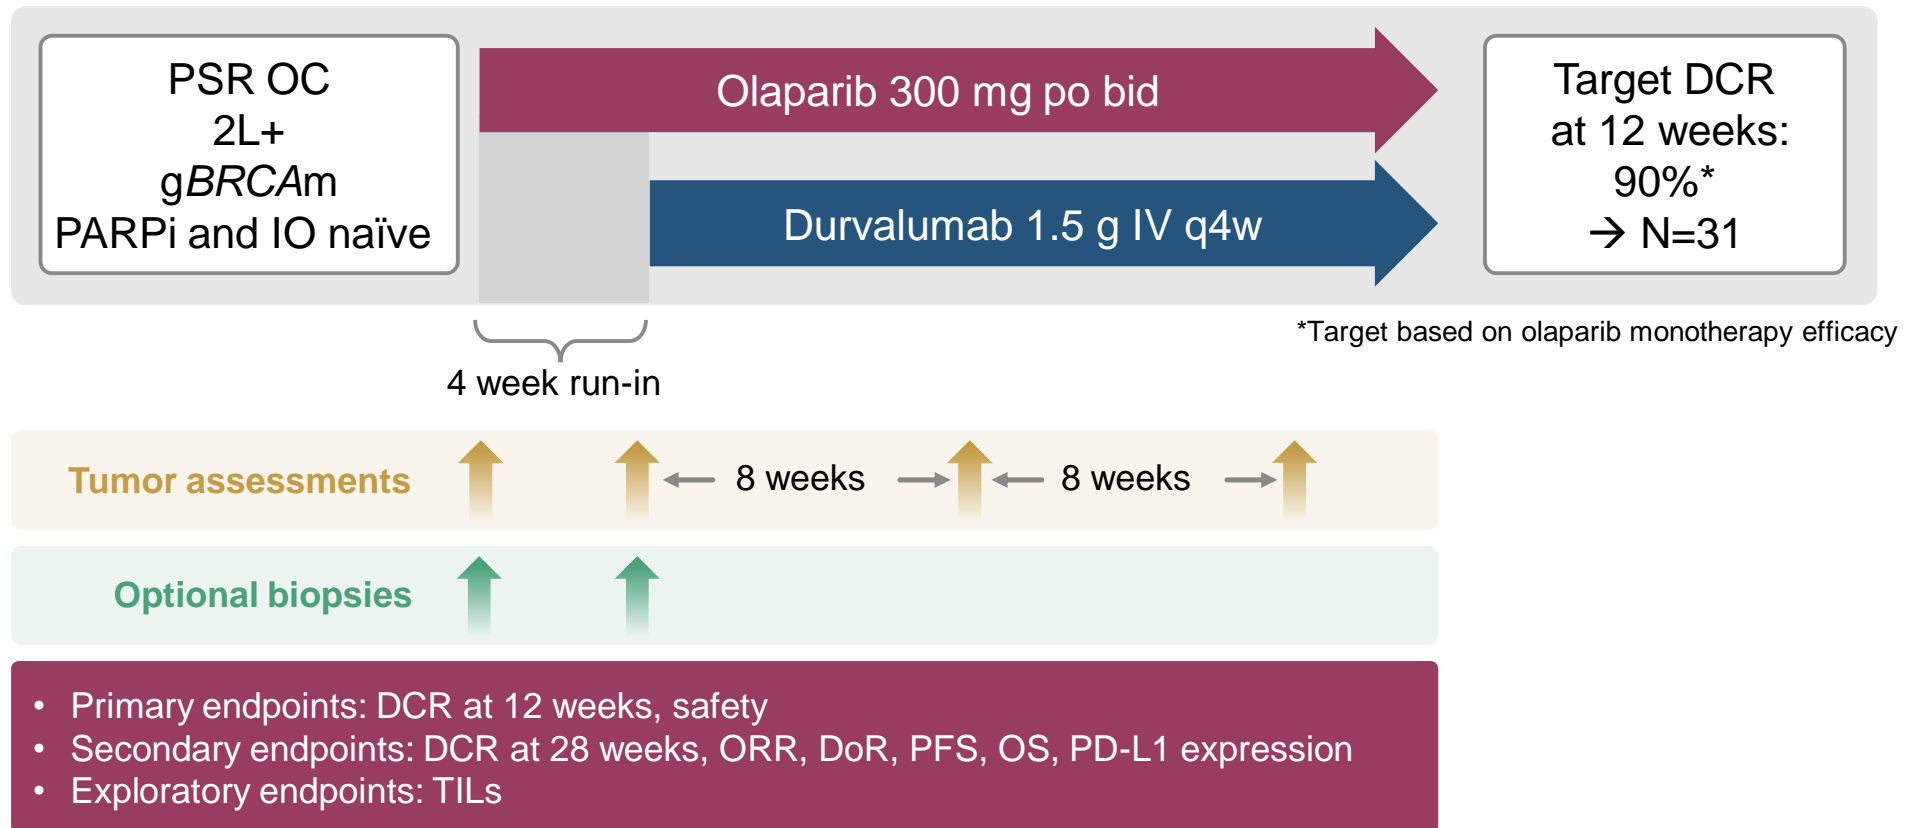 PSR OC
2L+
gBRCAm
PARPi and IO naïve
Olaparib 300 mg po bid
Durvalumab 1.5 g IV q4w
Target DCR
at 12 weeks:
90%*
→ N=31
*Target based on olaparib monotherapy efficacy
4 week run-in
Tumor assessments
8 weeks
8 weeks
Optional biopsies
• Primary endpoints: DCR at 12 weeks, safety
• Secondary endpoints: DCR at 28 weeks, ORR, DoR, PFS, OS, PD-L1 expression
• Exploratory endpoints: TILs